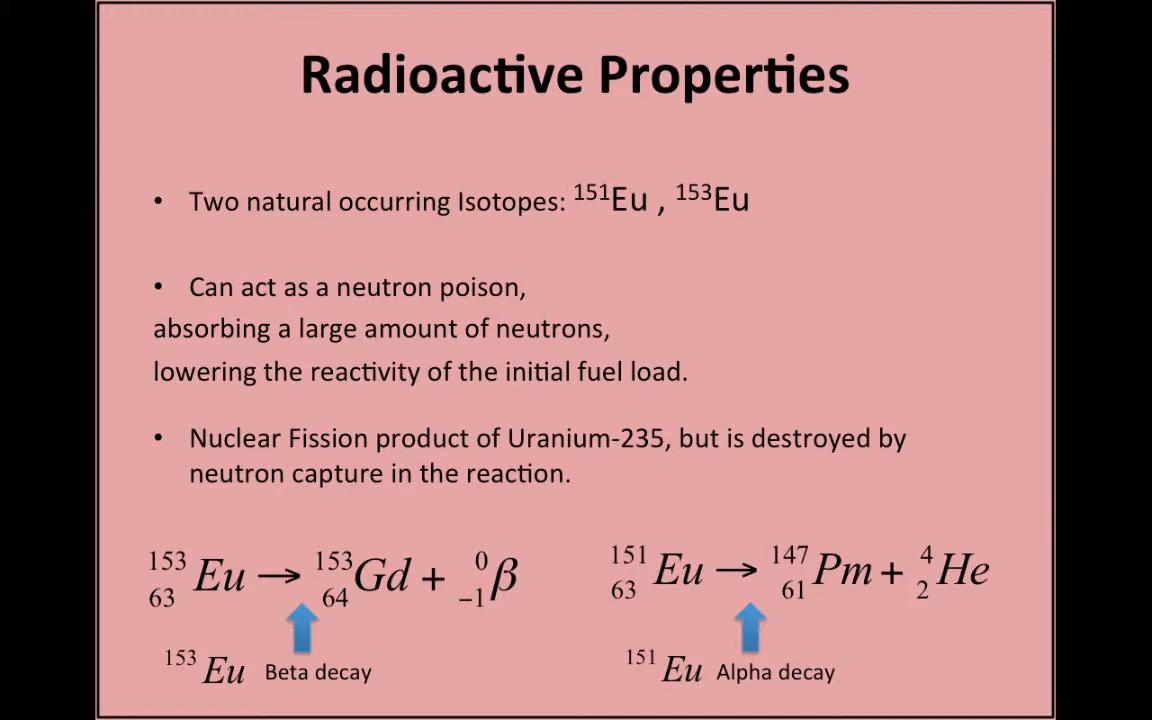 Radioactive Properties
• Two natural occurring Isotopes: ¹⁵¹Eu , ¹⁵³Eu
• Can act as a neutron poison,
absorbing a large amount of neutrons,
lowering the reactivity of the initial fuel load.
• Nuclear Fission product of Uranium-235, but is destroyed by
neutron capture in the reaction.
¹⁵³₆₃Eu → ¹⁵³₆₄Gd + ⁰₋₁β
¹⁵¹₆₃Eu → ¹⁴⁷₆₁Pm + ⁴₂He
¹⁵³Eu Beta decay
¹⁵¹Eu Alpha decay